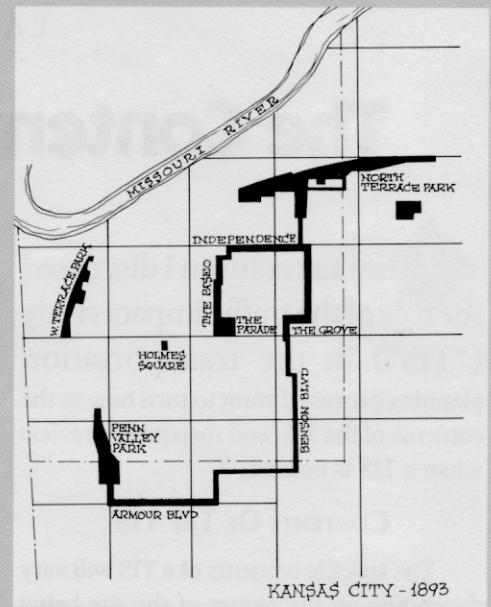 MISSOURI RIVER
NORTH
TERRACE PARK
INDEPENDENCE
W. TERRACE PARK
THE PASEO
THE
PARADE
THE GROVE
HOLMES
SQUARE
BENSON BLVD
PENN
VALLEY
PARK
ARMOUR BLVD
KANSAS CITY - 1893